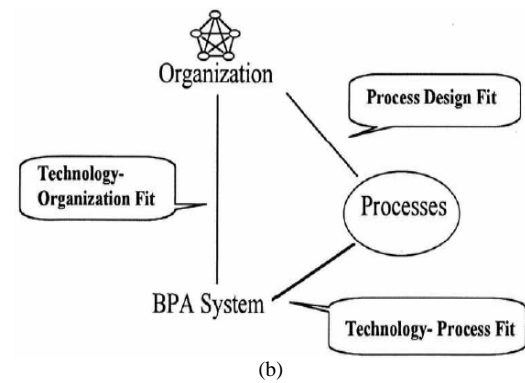 Organization
Process Design Fit
Technology-
Organization Fit
Processes
BPA System
Technology- Process Fit
(b)